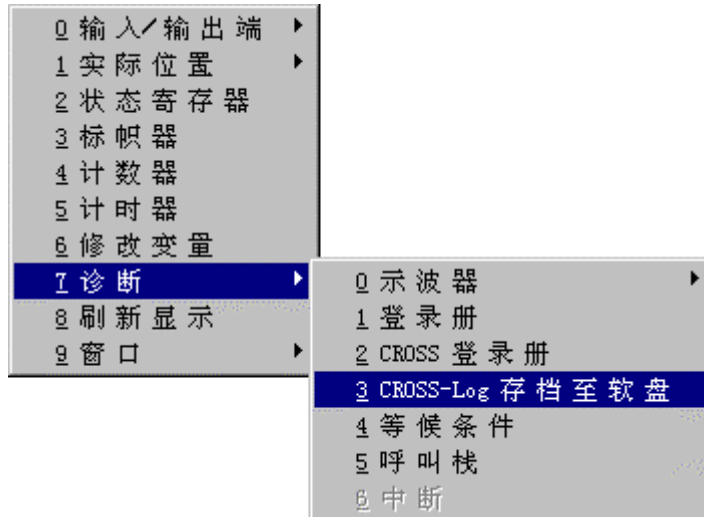 0 输入/输出端
1 实际位置
2 状态寄存器
3 标帜器
4 计数器
5 计时器
6 修改变量
7 诊断
8 刷新显示
9 窗口
0 示波器
1 登录册
2 CROSS 登录册
3 CROSS-Log 存档至软盘
4 等候条件
5 呼叫栈
6 中断